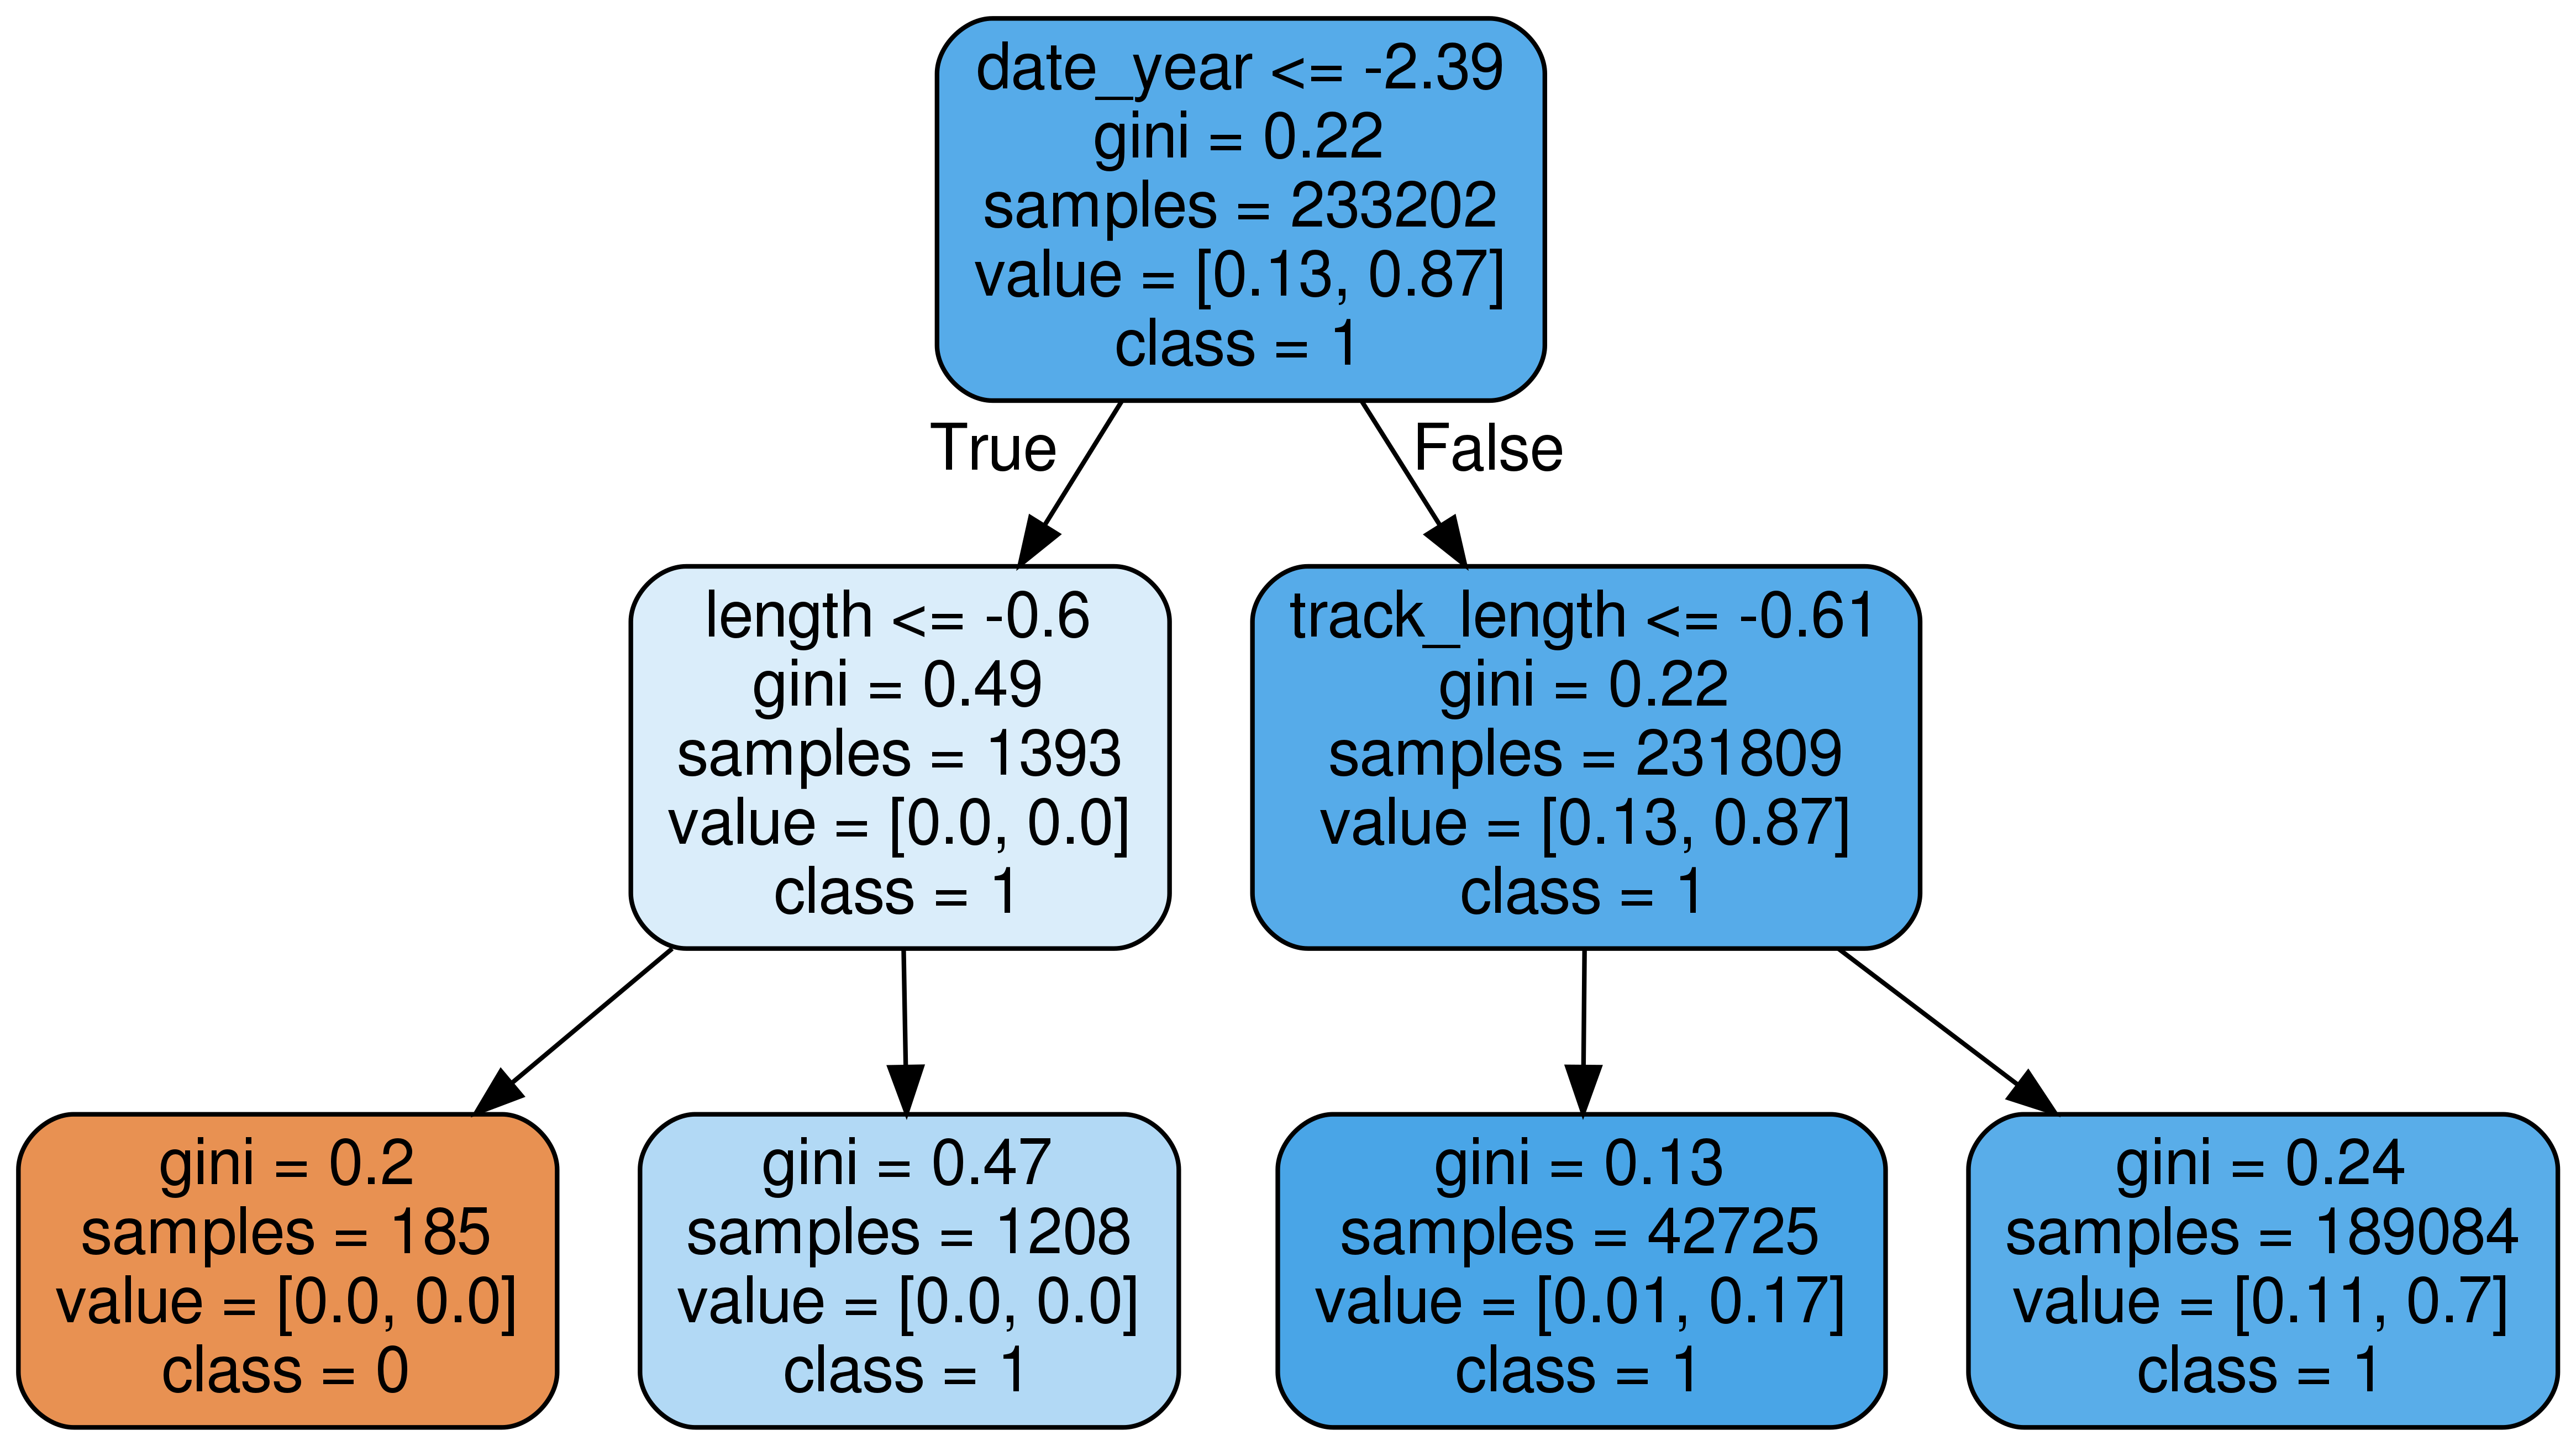 date_year <= -2.39
gini = 0.22
samples = 233202
value = [0.13, 0.87]
class = 1
True
False
length <= -0.6
gini = 0.49
samples = 1393
value = [0.0, 0.0]
class = 1
track_length <= -0.61
gini = 0.22
samples = 231809
value = [0.13, 0.87]
class = 1
gini = 0.2
samples = 185
value = [0.0, 0.0]
class = 0
gini = 0.47
samples = 1208
value = [0.0, 0.0]
class = 1
gini = 0.13
samples = 42725
value = [0.01, 0.17]
class = 1
gini = 0.24
samples = 189084
value = [0.11, 0.7]
class = 1